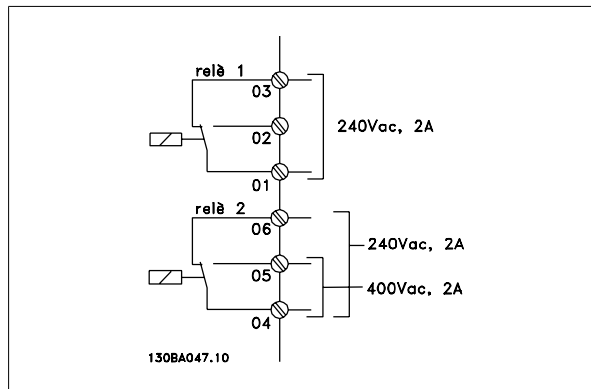 relè 1
03
02
240Vac, 2A
01
relè 2
06
240Vac, 2A
05
400Vac, 2A
04
130BA047.10